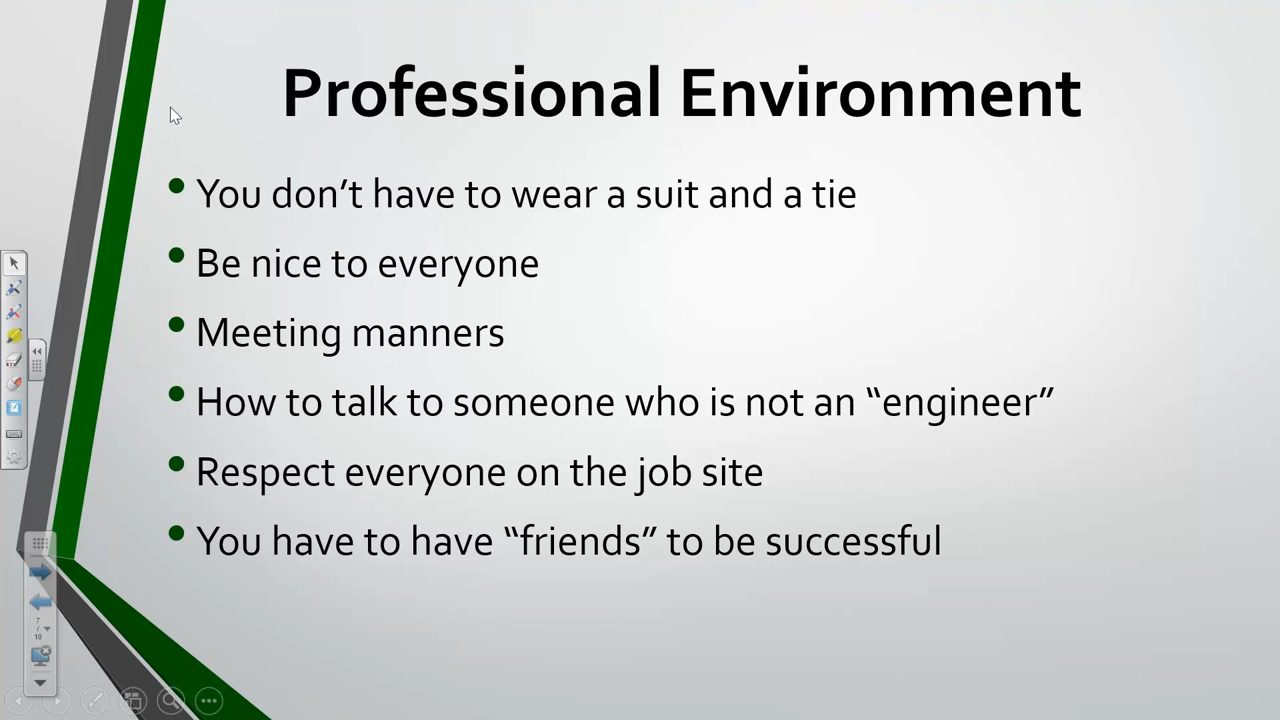 Professional Environment
• You don’t have to wear a suit and a tie
• Be nice to everyone
• Meeting manners
• How to talk to someone who is not an “engineer”
• Respect everyone on the job site
• You have to have “friends” to be successful
7
/
10